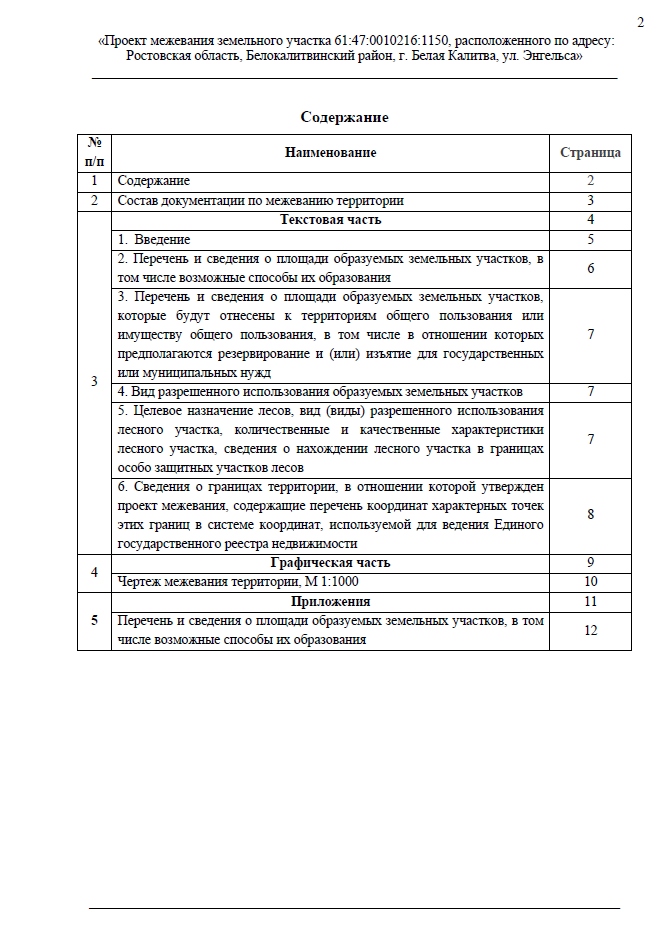 2
«Проект межевания земельного участка 61:47:0010216:1150, расположенного по адресу:
Ростовская область, Белокалитвинский район, г. Белая Калитва, ул. Энгельса»
Содержание
№ п/п Наименование Страница
1 Содержание 2
2 Состав документации по межеванию территории 3
3
Текстовая часть 4
1. Введение 5
2. Перечень и сведения о площади образуемых земельных участков, в
том числе возможные способы их образования
6
3. Перечень и сведения о площади образуемых земельных участков,
которые будут отнесены к территориям общего пользования или
имуществу общего пользования, в том числе в отношении которых
предполагаются резервирование и (или) изъятие для государственных
или муниципальных нужд
7
4. Вид разрешенного использования образуемых земельных участков 7
5. Целевое назначение лесов, вид (виды) разрешенного использования
лесного участка, количественные и качественные характеристики
лесного участка, сведения о нахождении лесного участка в границах
особо защитных участков лесов
7
6. Сведения о границах территории, в отношении которой утвержден
проект межевания, содержащие перечень координат характерных точек
этих границ в системе координат, используемой для ведения Единого
государственного реестра недвижимости
8
4
Графическая часть 9
Чертеж межевания территории, М 1:1000 10
5
Приложения 11
Перечень и сведения о площади образуемых земельных участков, в том
числе возможные способы их образования
12